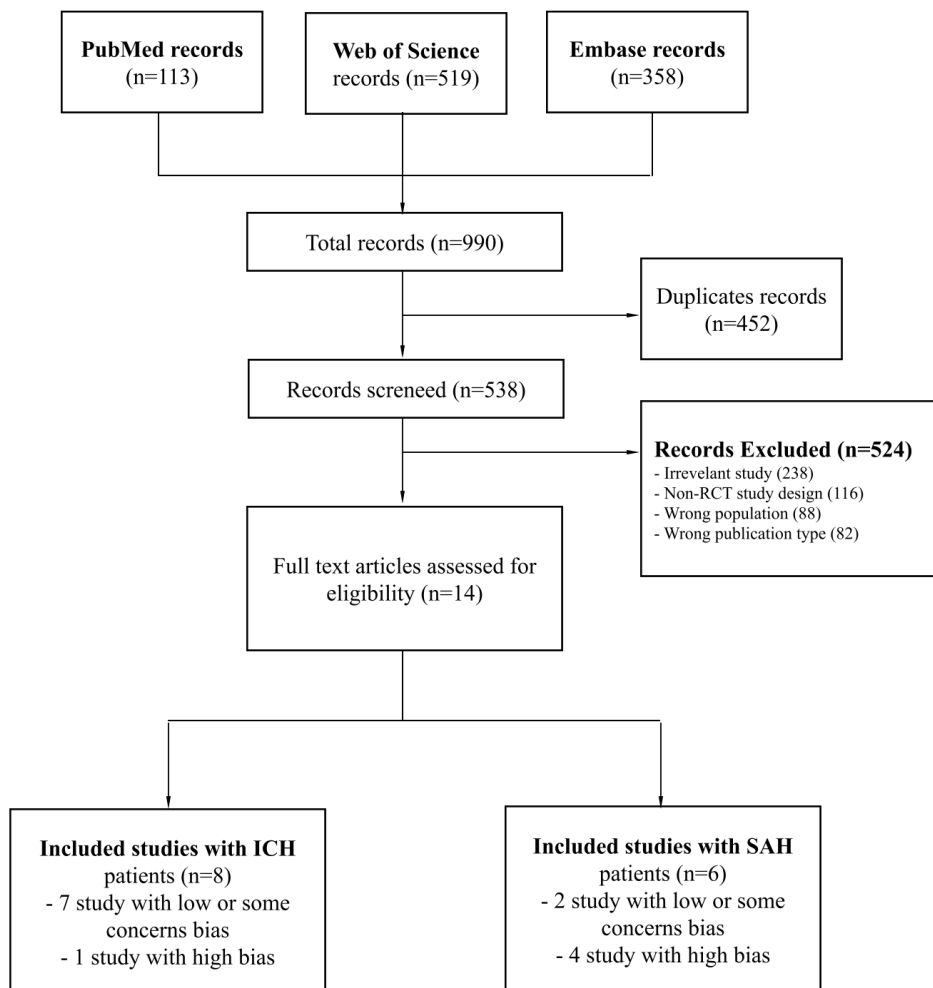 PubMed records
(n=113)
Web of Science
records (n=519)
Embase records
(n=358)
Total records (n=990)
Duplicates records
(n=452)
Records screneed (n=538)
Records Excluded (n=524)
- Irrevelant study (238)
- Non-RCT study design (116)
- Wrong population (88)
- Wrong publication type (82)
Full text articles assessed for
eligibility (n=14)
Included studies with ICH
patients (n=8)
- 7 study with low or some
concerns bias
- 1 study with high bias
Included studies with SAH
patients (n=6)
- 2 study with low or some
concerns bias
- 4 study with high bias